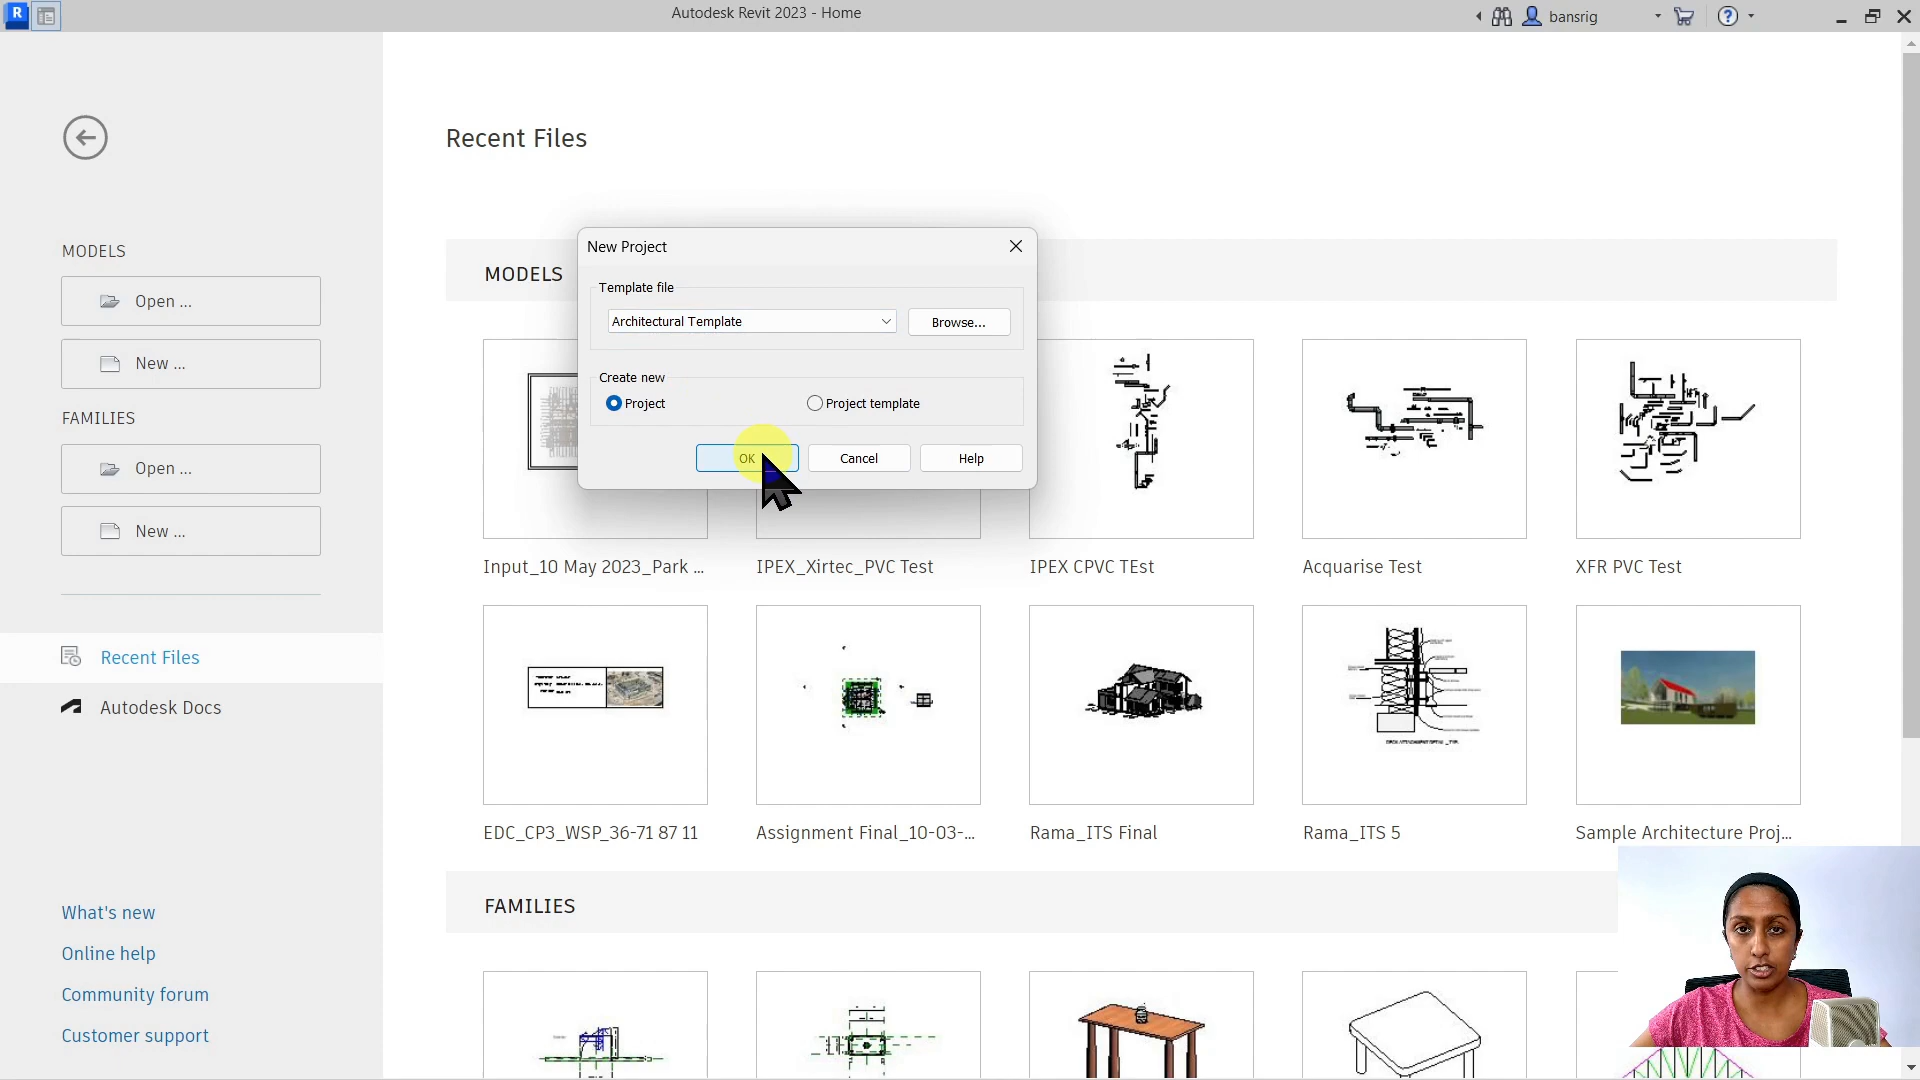 R
Autodesk Revit 2023 - Home
bansrig
?
Recent Files
MODELS
Open ...
New ...
FAMILIES
Open ...
New ...
Recent Files
Autodesk Docs
What's new
Online help
Community forum
Customer support
MODELS
New Project
Template file
Architectural Template
Browse...
Create new
Project
Project template
OK
Cancel
Help
Input_10 May 2023_Park ...
IPEX_Xirtec_PVC Test
IPEX CPVC TEst
Acquarise Test
XFR PVC Test
EDC_CP3_WSP_36-71 87 11
Assignment Final_10-03-...
Rama_ITS Final
Rama_ITS 5
Sample Architecture Proj...
FAMILIES